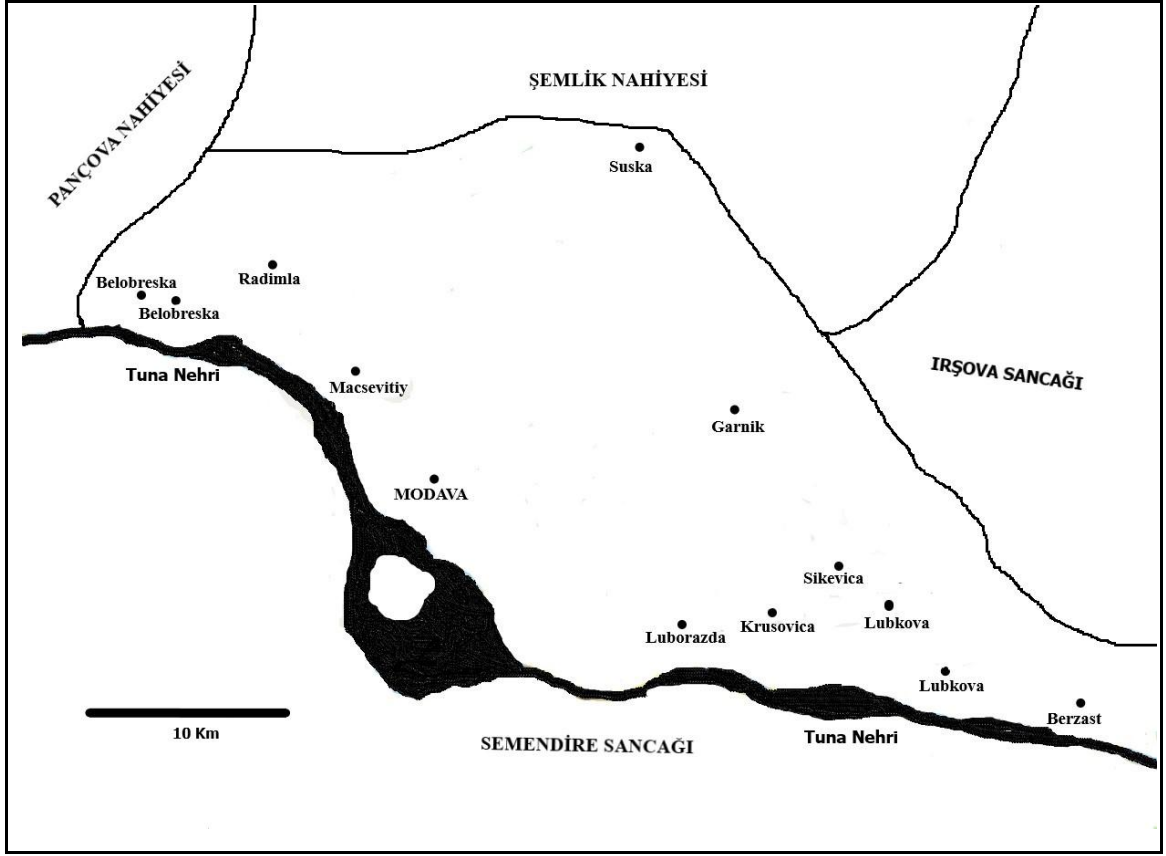 PANÇOVA NAHİYESİ
ŞEMLİK NAHİYESİ
Suska
Belobreska
Radimla
Belobreska
Tuna Nehri
Macsevitiy
IRŞOVA SANCAĞI
Garnik
MODAVA
Sikevica
Luborazda
Krusovica
Lubkova
Lubkova
Berzast
10 Km
SEMENDİRE SANCAĞI
Tuna Nehri